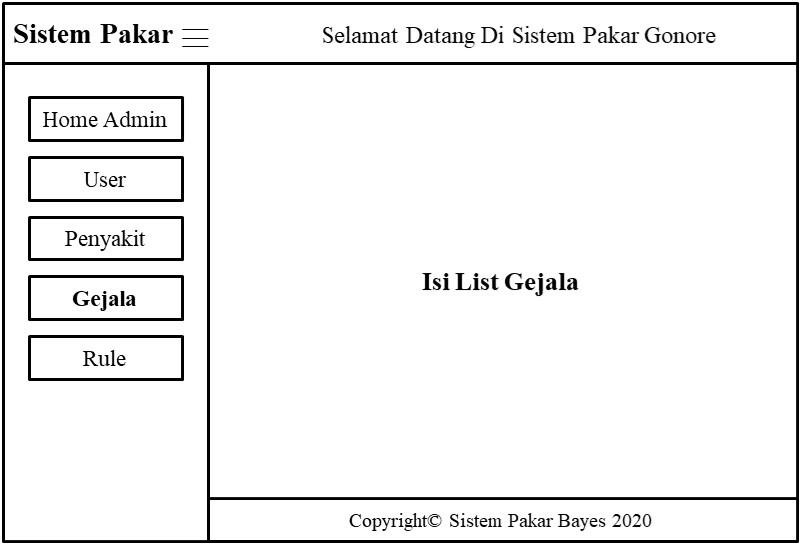 Sistem Pakar
Selamat Datang Di Sistem Pakar Gonore
Home Admin
User
Penyakit
Gejala
Rule
Isi List Gejala
Copyright© Sistem Pakar Bayes 2020